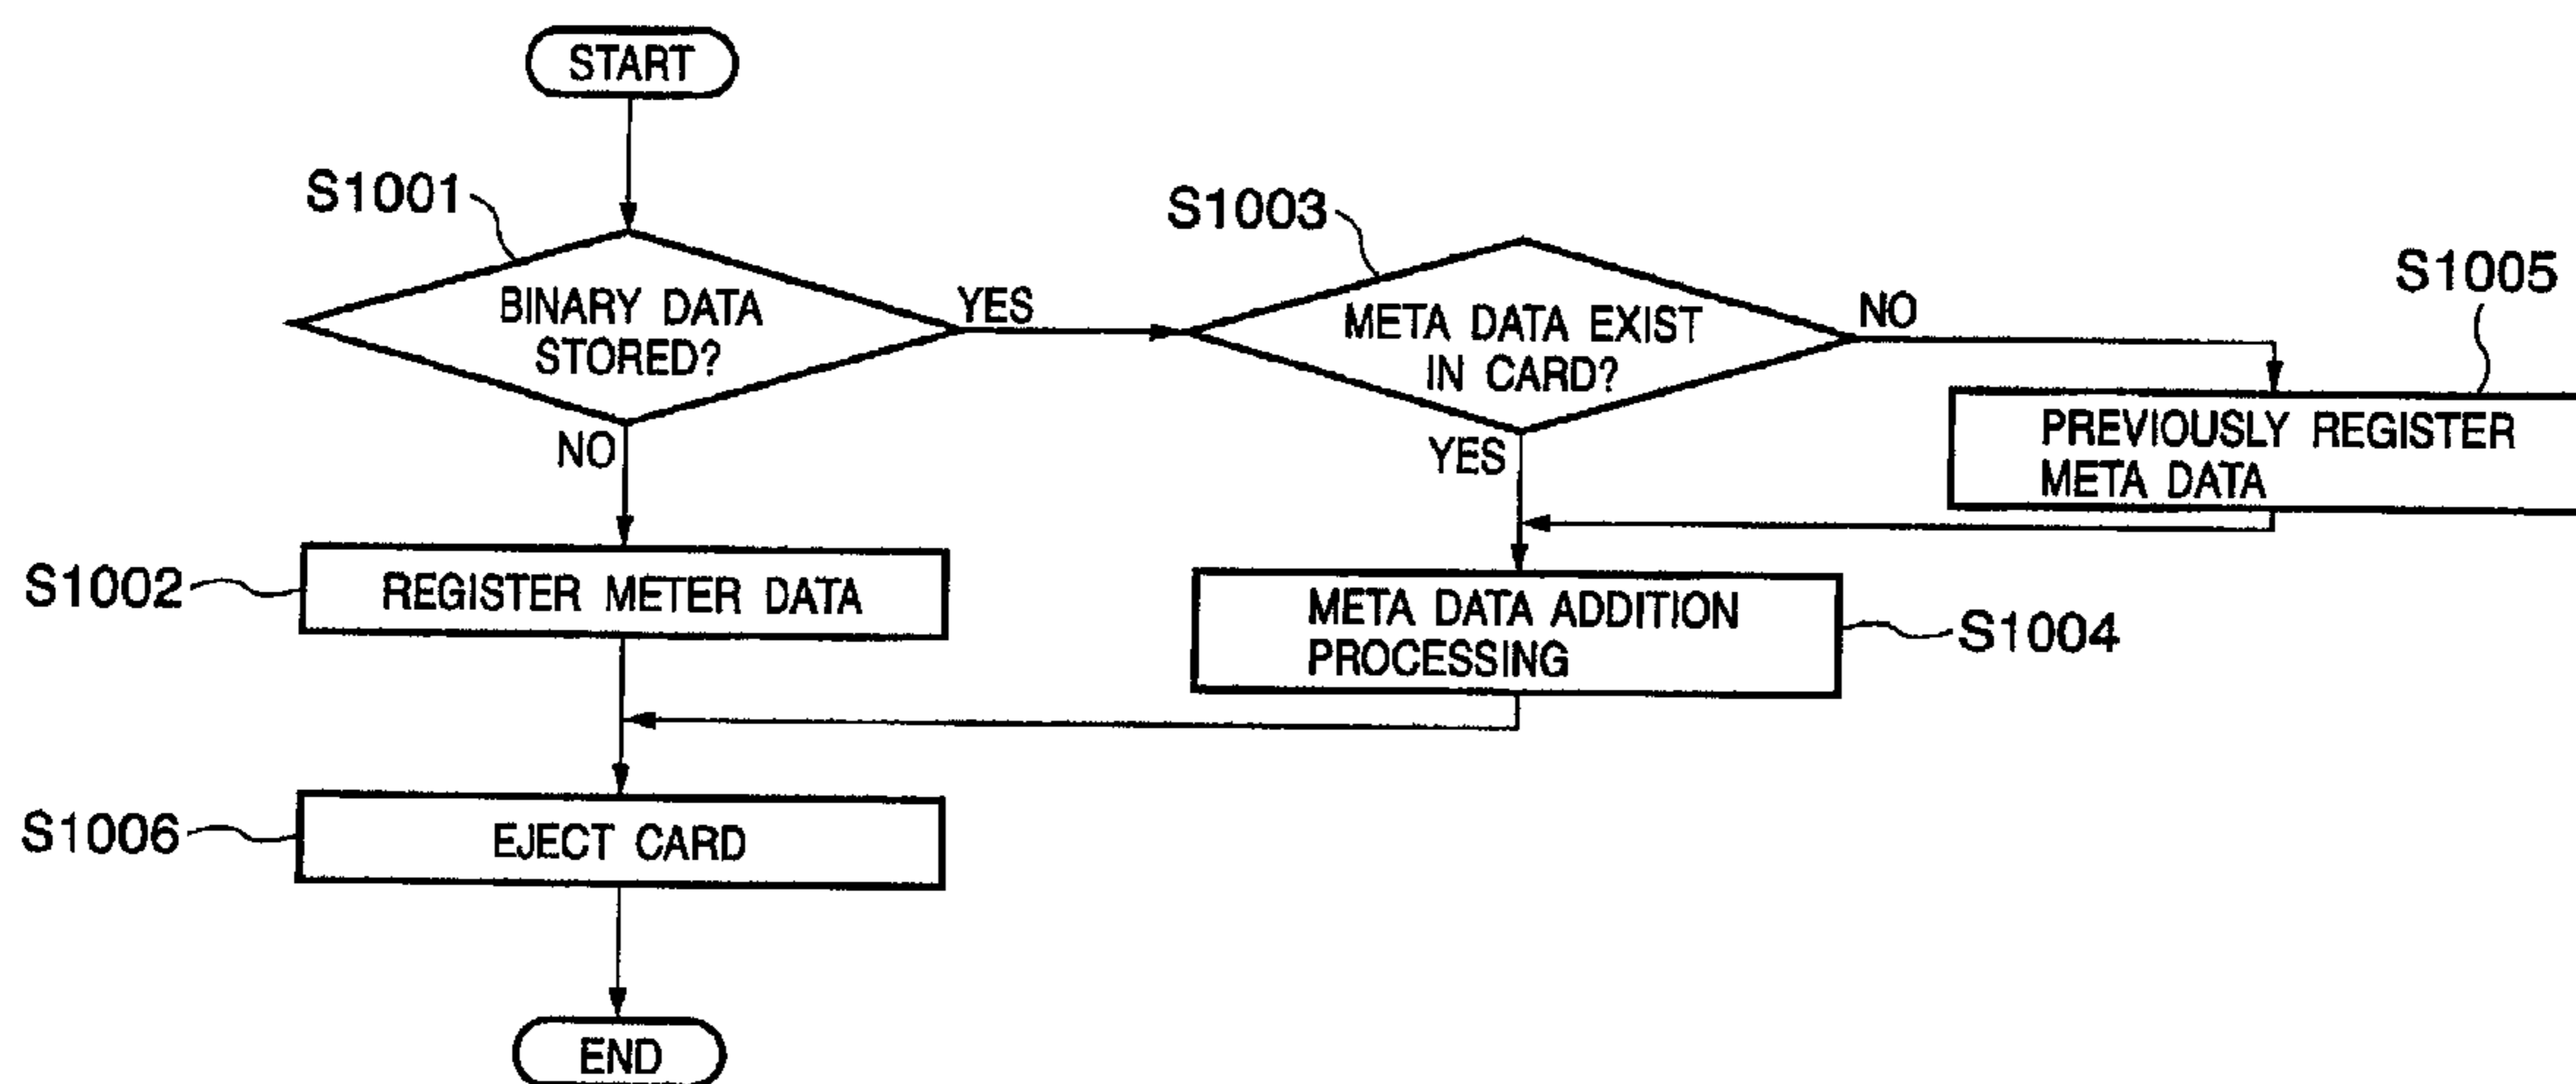 START
S1001
BINARY DATA
STORED?
YES
NO
S1003
META DATA EXIST
IN CARD?
NO
YES
S1005
PREVIOUSLY REGISTER
META DATA
S1002
REGISTER METER DATA
META DATA ADDITION
PROCESSING
S1004
S1006
EJECT CARD
END